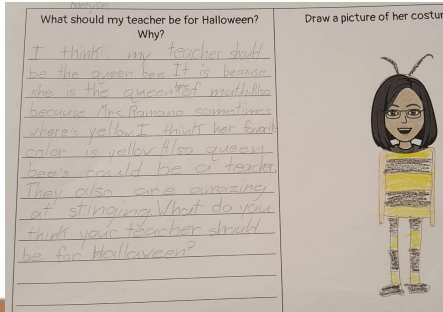 What should my teacher be for Halloween?
Why?
Draw a picture of her costum
I think my teacher should
be the queen bee It is because
she is the queen of math. Also
because Mrs. Romano sometimes
where's yellow I think her favorite
color is yellow. Also queen
bee's could be a teacher.
They also are amazing
at stinging. What do you
think your teacher should
be for Halloween?